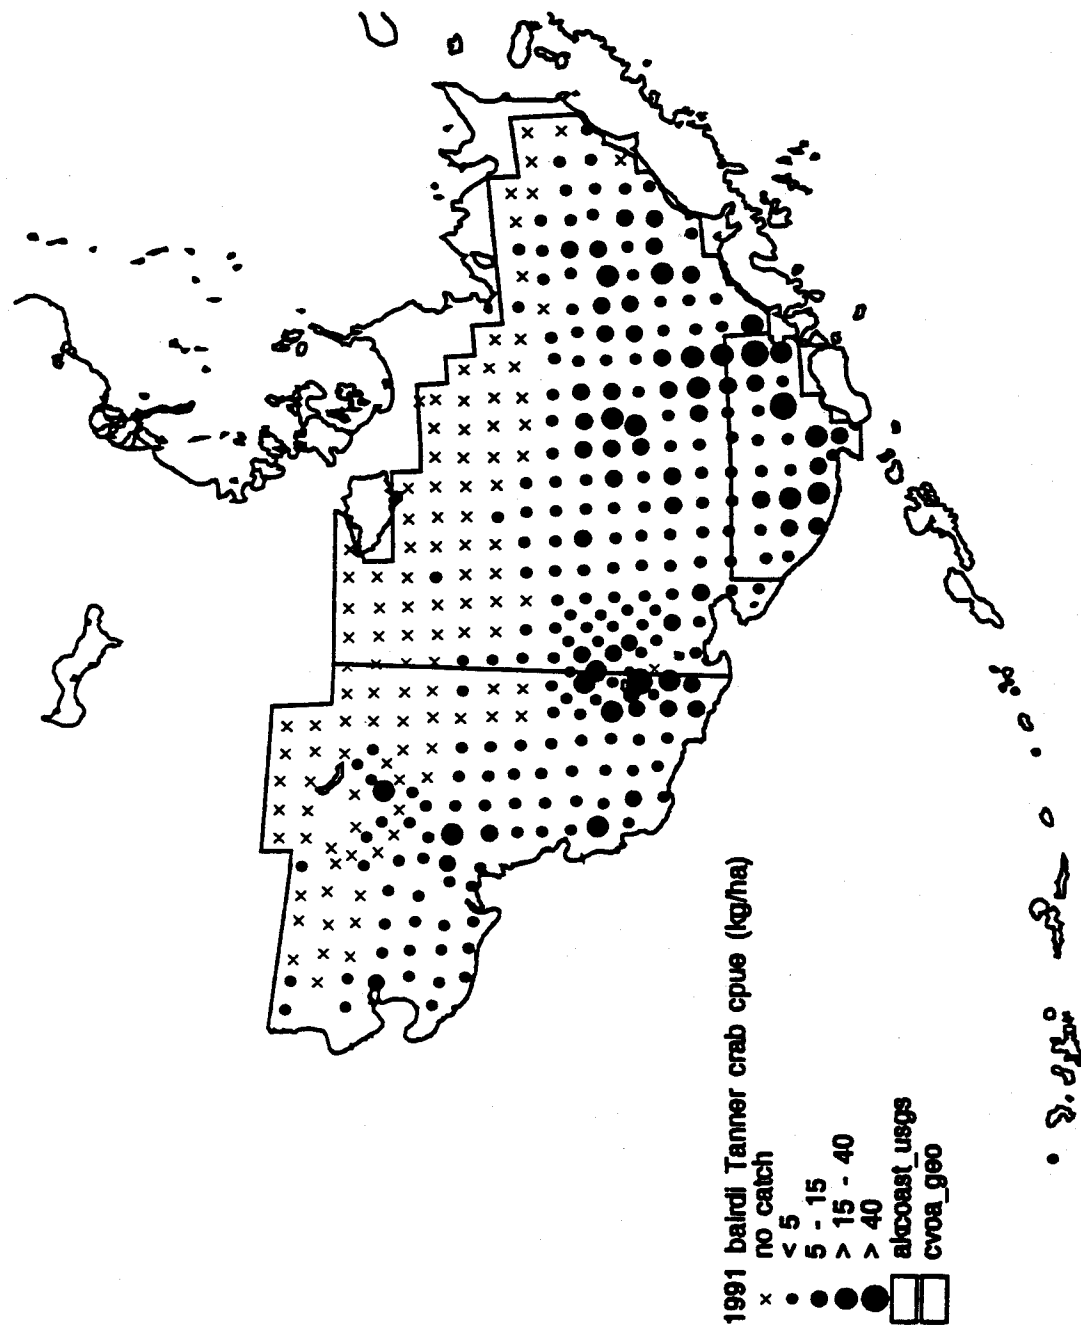 1991 bairdi Tanner crab cpue (kg/ha)
no catch
< 5
5 - 15
> 15 - 40
> 40
akcoast_usgs
cvoa_geo